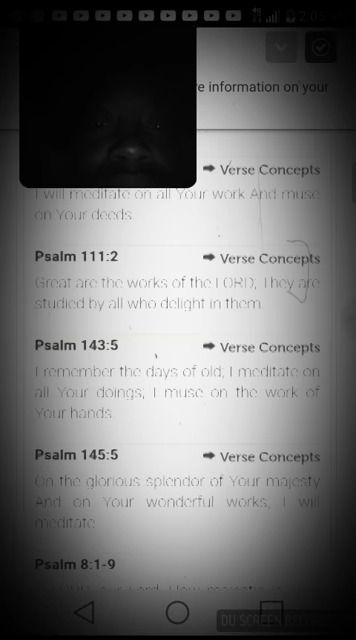 2:05
e information on your
Verse Concepts
I will meditate on all Your work And muse
on Your deeds.
Psalm 111:2
Verse Concepts
Great are the works of the LORD; They are
studied by all who delight in them.
Psalm 143:5
Verse Concepts
I remember the days of old; I meditate on
all Your doings; I muse on the work of
Your hands.
Psalm 145:5
Verse Concepts
On the glorious splendor of Your majesty
And on Your wonderful works, I will
meditate.
Psalm 8:1-9
DU SCREEN RECORDER